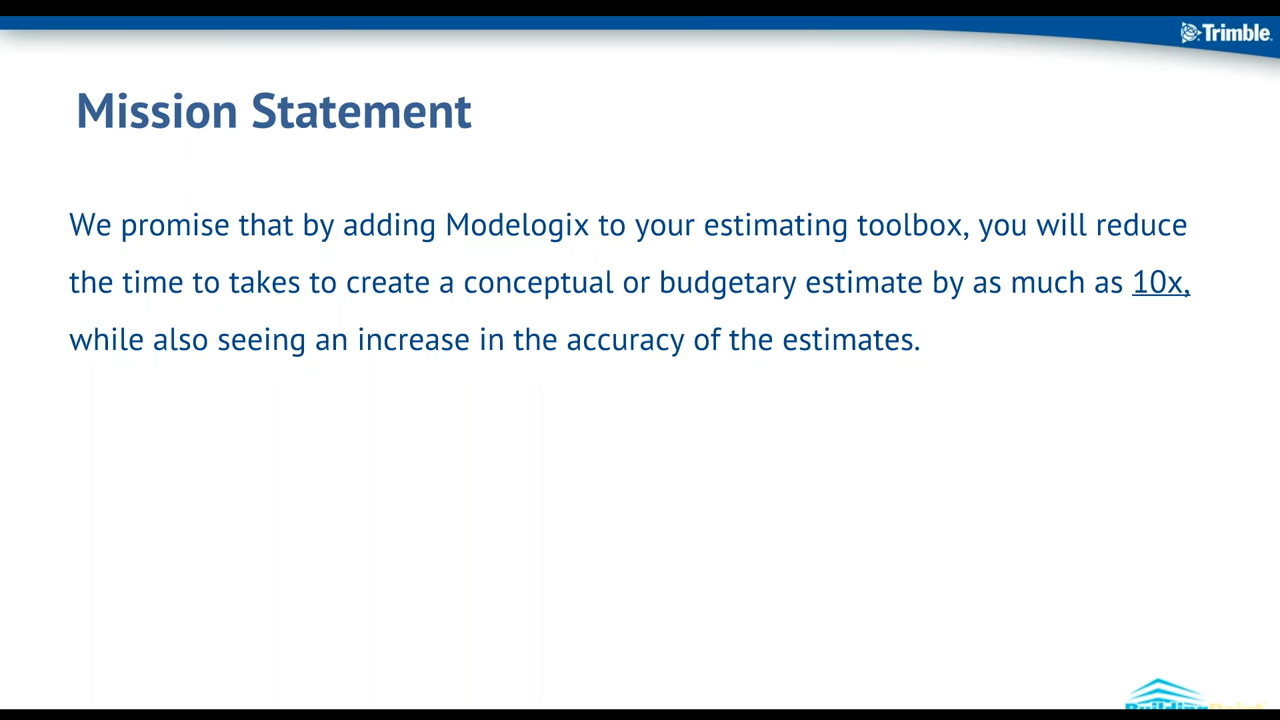 Trimble
Mission Statement
We promise that by adding Modelogix to your estimating toolbox, you will reduce
the time to takes to create a conceptual or budgetary estimate by as much as 10x,
while also seeing an increase in the accuracy of the estimates.